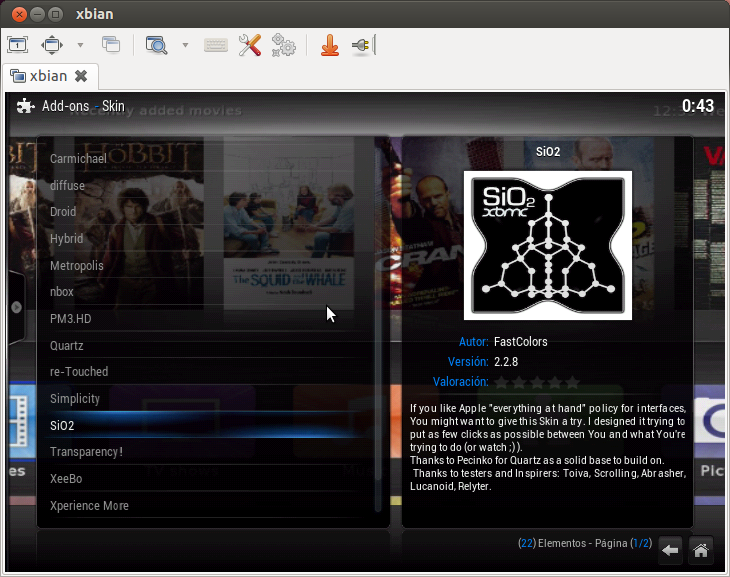 xbian
xbian
Add-ons - Skin
Recently added movies
0:43
Carmichael
diffuse
Droid
Hybrid
Metropolis
nbox
PM3.HD
Quartz
re-Touched
Simplicity
SiO2
Transparency!
XeeBo
Xperience More
HOBBIT
The SQUID and the WHALE
SiO2
SiO2
xbmc
Autor: FastColors
Versión: 2.2.8
Valoración:
If you like Apple "everything at hand" policy for interfaces,
You might want to give this Skin a try. I designed it trying to
put as few clicks as possible between You and what You're
trying to do (or watch ;) ).
Thanks to Pecinko for Quartz as a solid base to build on.
Thanks to testers and Inspirers: Toiva, Scrolling, Abrasher,
Lucanoid, Relyter.
(22) Elementos - Página (1/2)